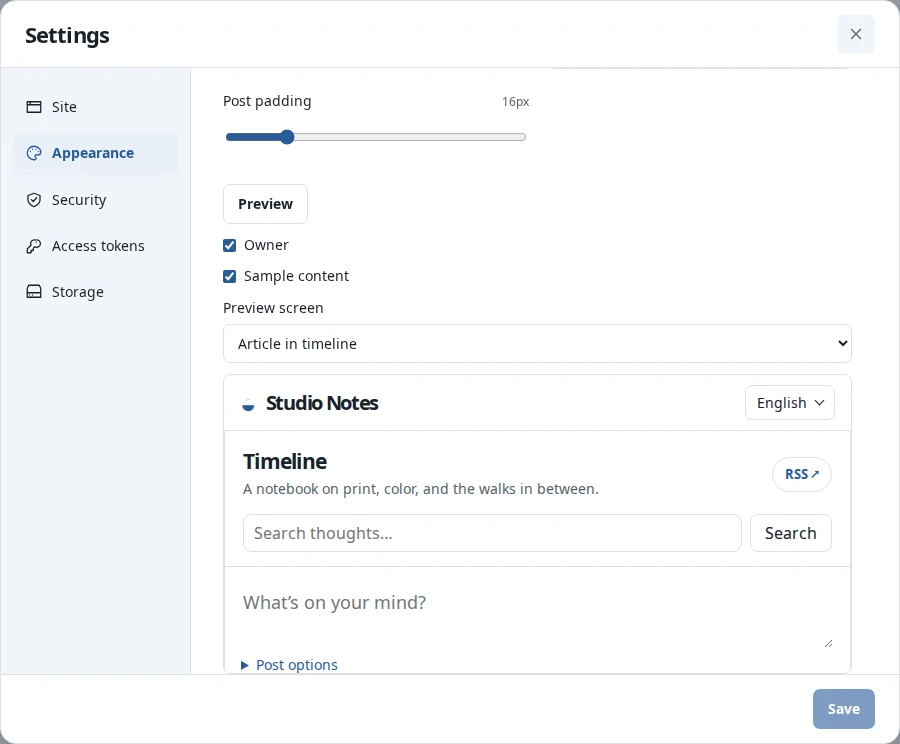 Settings
Site
Appearance
Security
Access tokens
Storage
Post padding
16px
Preview
Owner
Sample content
Preview screen
Article in timeline
Studio Notes
English
Timeline
A notebook on print, color, and the walks in between.
RSS↗
Search thoughts...
Search
What's on your mind?
Post options
Save